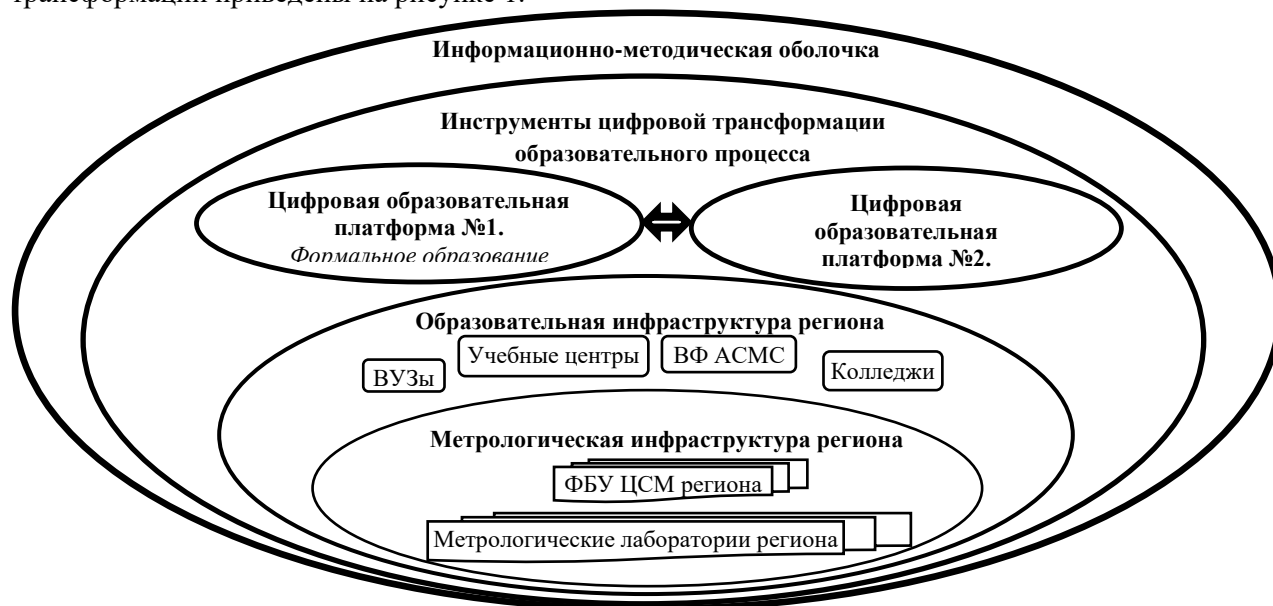 трансформации приведены на рисунке 1.
Информационно-методическая оболочка
Инструменты цифровой трансформации
образовательного процесса
Цифровая образовательная
платформа №1.
Формальное образование
Цифровая
образовательная
платформа №2.
Образовательная инфраструктура региона
ВУЗы
Учебные центры
ВФ АСМС
Колледжи
Метрологическая инфраструктура региона
ФБУ ЦСМ региона
Метрологические лаборатории региона